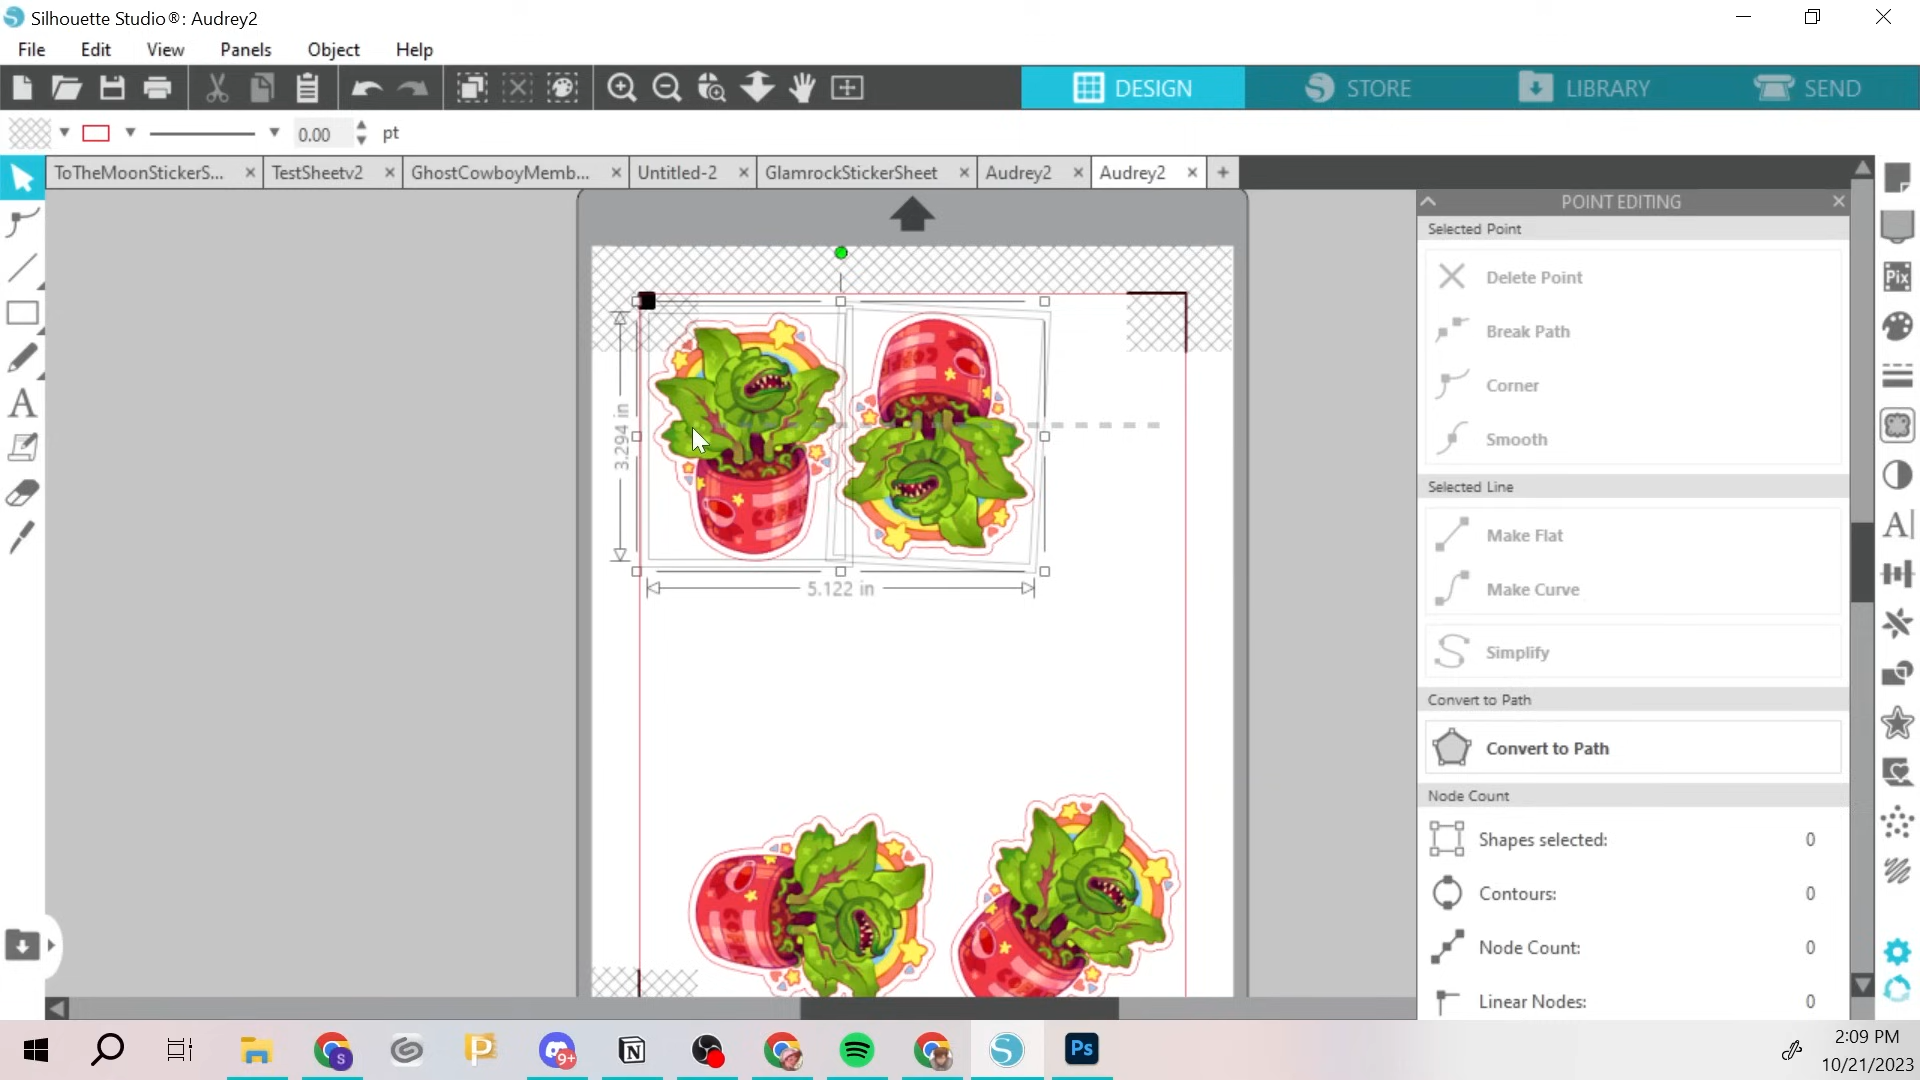 Silhouette Studio®: Audrey2
File Edit View Panels Object Help
DESIGN STORE LIBRARY SEND
0.00 pt
ToTheMoonStickerS... TestSheetv2 GhostCowboyMemb... Untitled-2 GlamrockStickerSheet Audrey2 Audrey2
POINT EDITING
Selected Point
Delete Point
Break Path
Corner
Smooth
Selected Line
Make Flat
Make Curve
Simplify
Convert to Path
Convert to Path
Node Count
Shapes selected: 0
Contours: 0
Node Count: 0
Linear Nodes: 0
3.294 in
5.122 in
Pix
A
A
S
P
9+
N
Ps
2:09 PM
10/21/2023